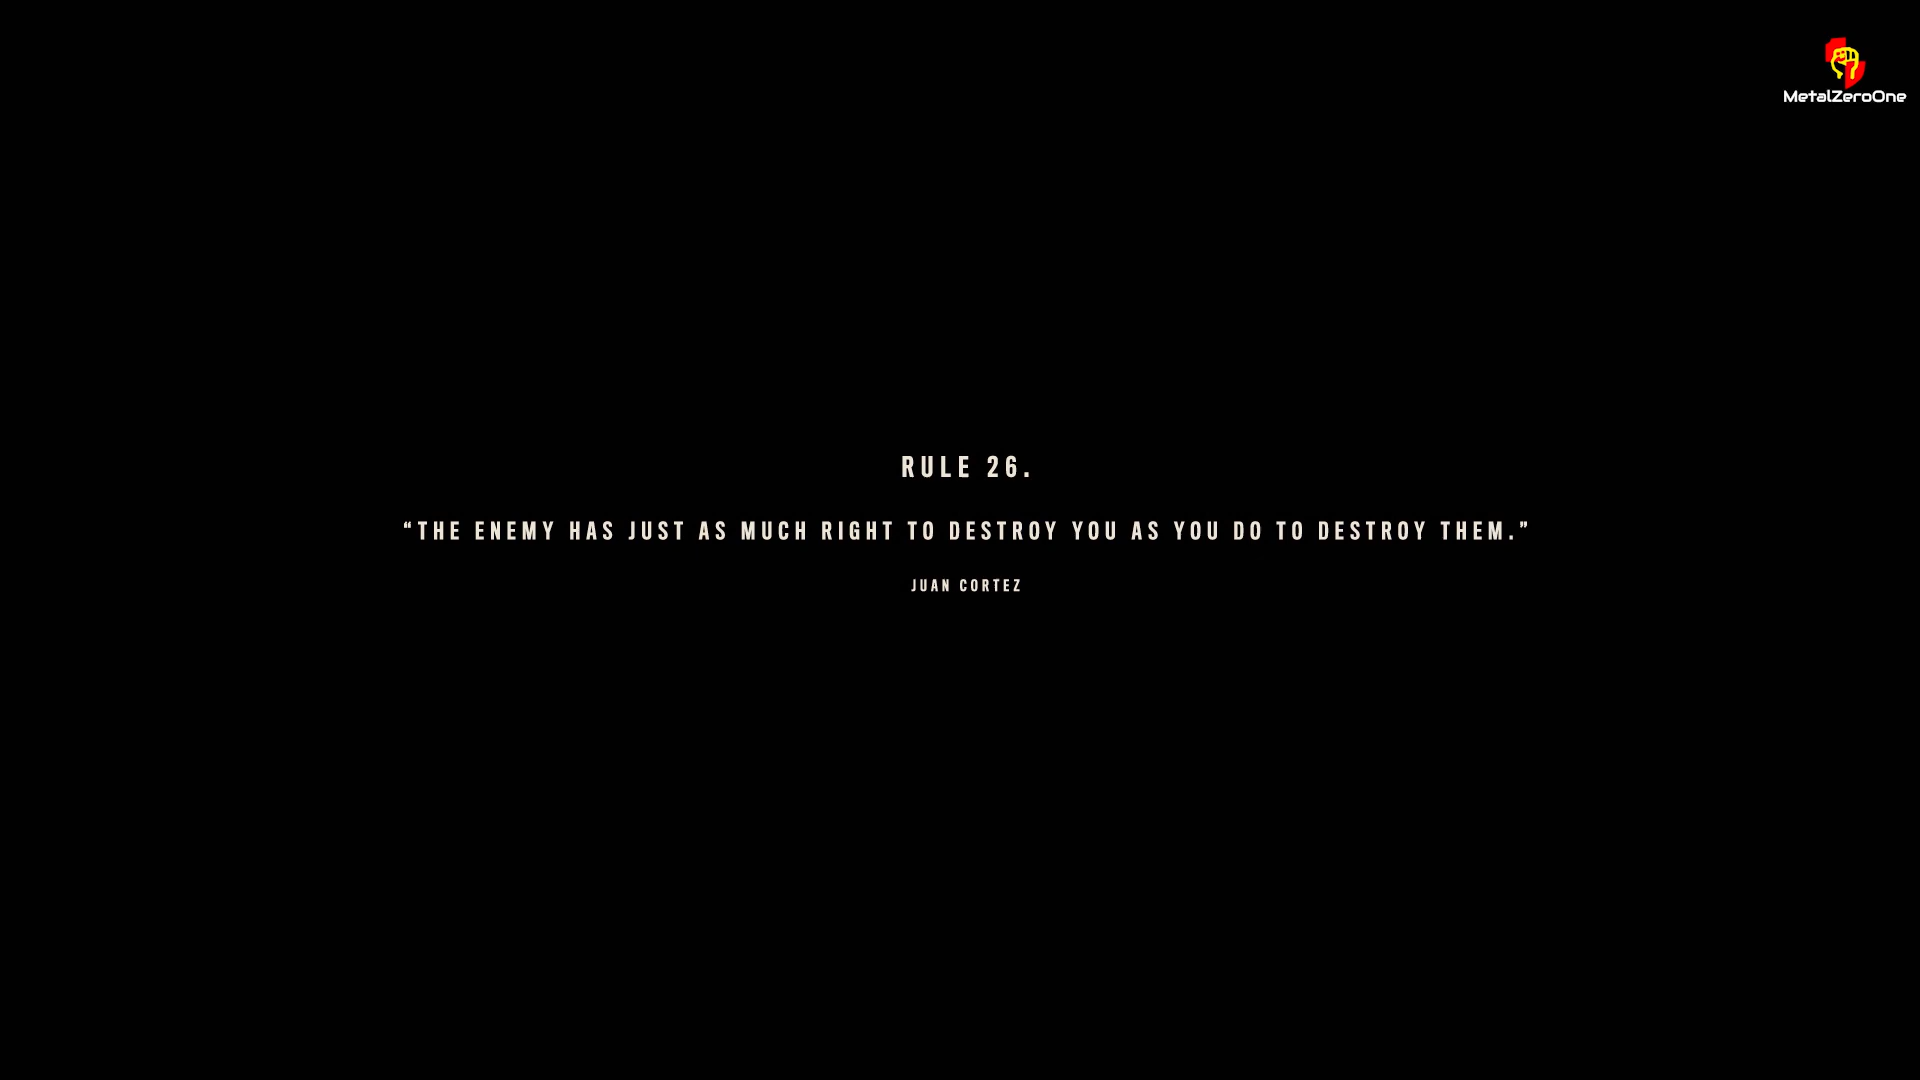 MetalZeroOne
RULE 26.
“THE ENEMY HAS JUST AS MUCH RIGHT TO DESTROY YOU AS YOU DO TO DESTROY THEM.”
JUAN CORTEZ